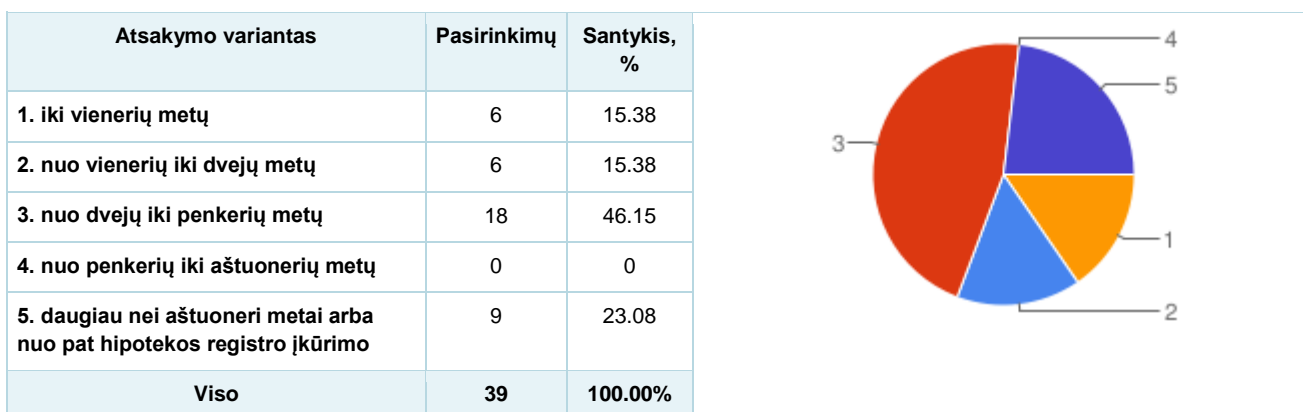 Atsakymo variantas Pasirinkimų Santykis,
%
1. iki vienerių metų 6 15.38
2. nuo vienerių iki dvejų metų 6 15.38
3. nuo dvejų iki penkerių metų 18 46.15
4. nuo penkerių iki aštuonerių metų 0 0
5. daugiau nei aštuoneri metai arba 9 23.08
nuo pat hipotekos registro įkūrimo
Viso 39 100.00%
4
5
3
1
2